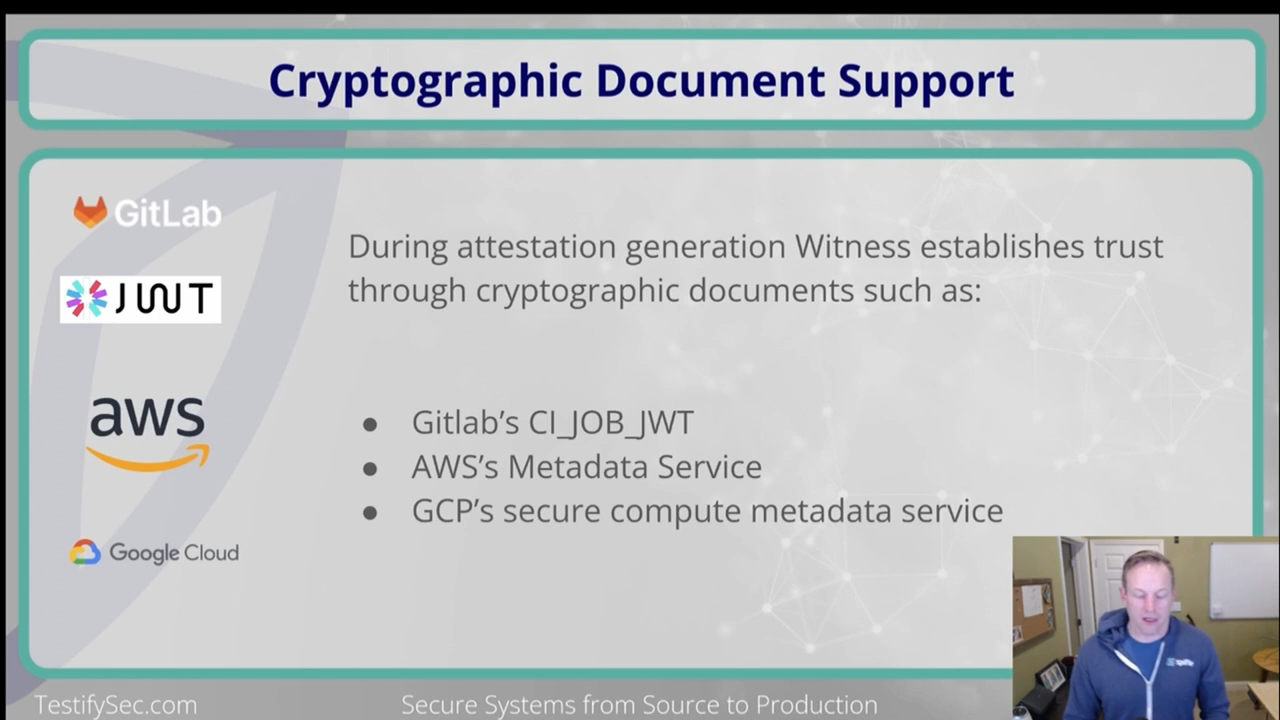 Cryptographic Document Support
GitLab
JWT
aws
Google Cloud
During attestation generation Witness establishes trust
through cryptographic documents such as:
● Gitlab's CI_JOB_JWT
● AWS's Metadata Service
● GCP's secure compute metadata service
TestifySec.com
Secure Systems from Source to Production